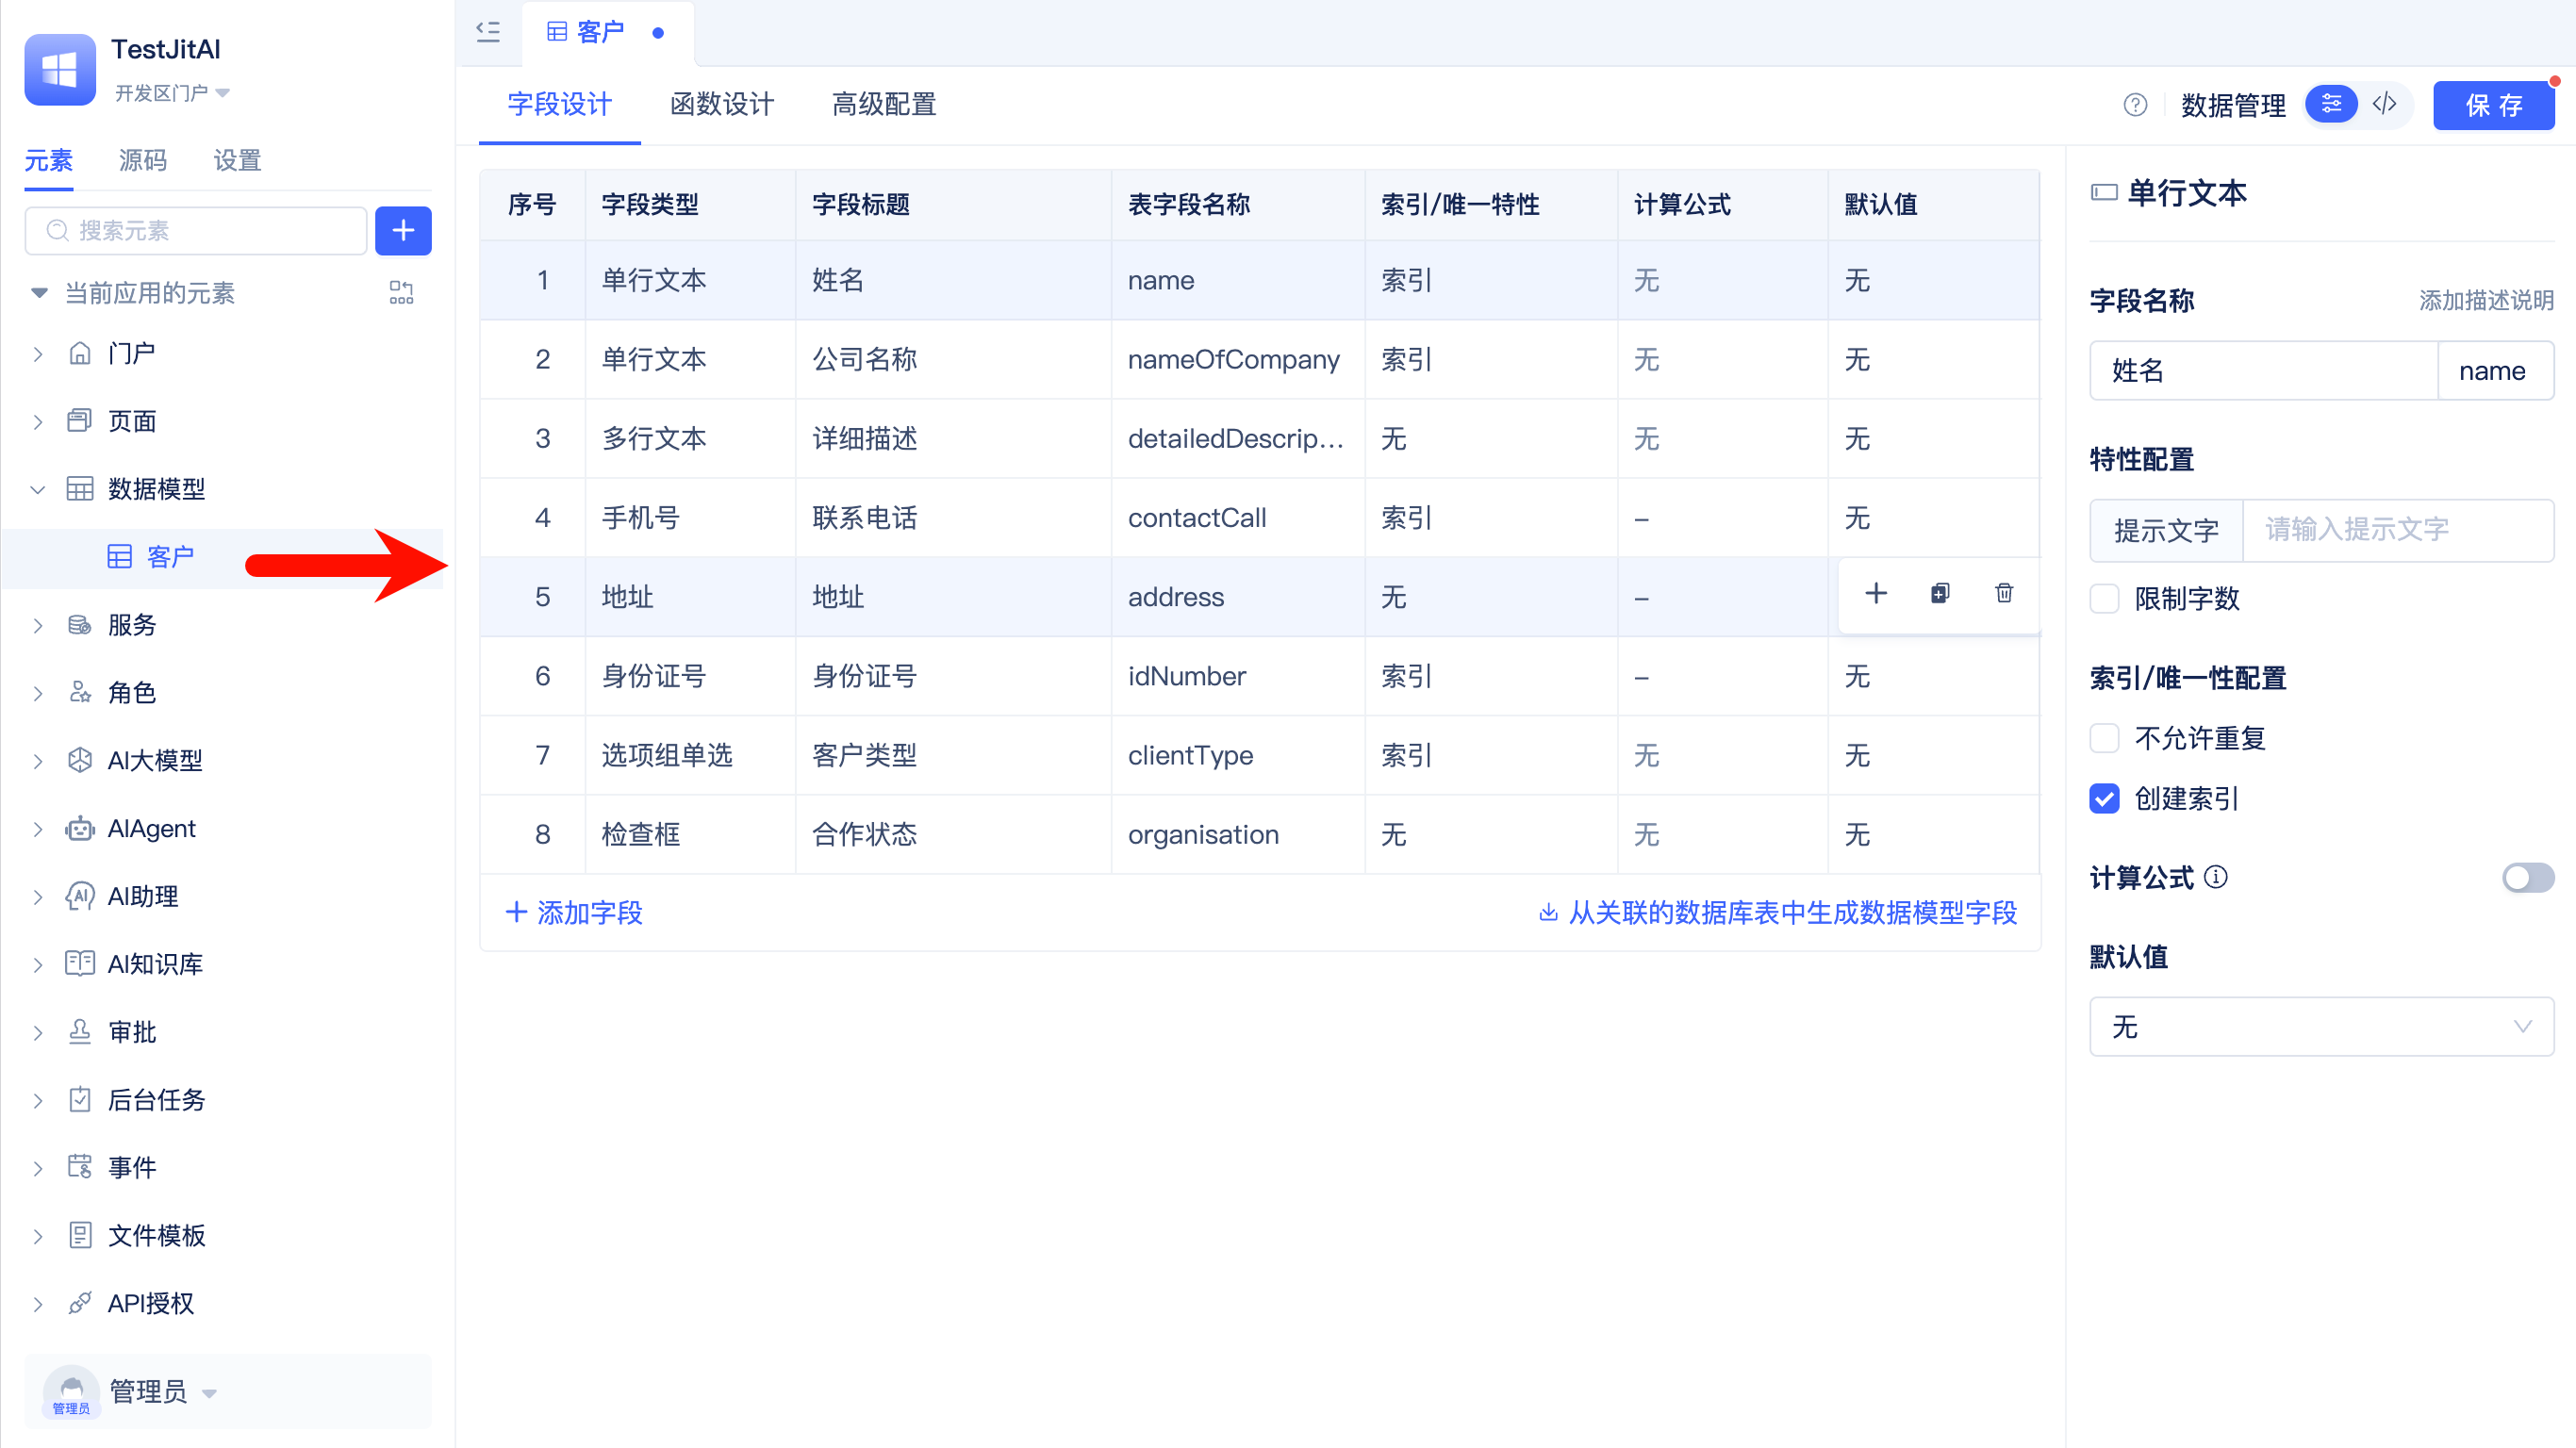 TestJitAI
开发区门户
元素 源码 设置
搜索元素
当前应用的元素
门户
页面
数据模型
客户
服务
角色
AI大模型
AIAgent
AI助理
AI知识库
审批
后台任务
事件
文件模板
API授权
管理员
管理员
客户
字段设计 函数设计 高级配置
数据管理
保 存
序号 字段类型 字段标题 表字段名称 索引/唯一特性 计算公式 默认值
1 单行文本 姓名 name 索引 无 无
2 单行文本 公司名称 nameOfCompany 索引 无 无
3 多行文本 详细描述 detailedDescrip... 无 无 无
4 手机号 联系电话 contactCall 索引 – 无
5 地址 地址 address 无 –
6 身份证号 身份证号 idNumber 索引 – 无
7 选项组单选 客户类型 clientType 索引 无 无
8 检查框 合作状态 organisation 无 无 无
添加字段
从关联的数据库表中生成数据模型字段
单行文本
字段名称 添加描述说明
姓名 name
特性配置
提示文字 请输入提示文字
限制字数
索引/唯一性配置
不允许重复
创建索引
计算公式
默认值
无